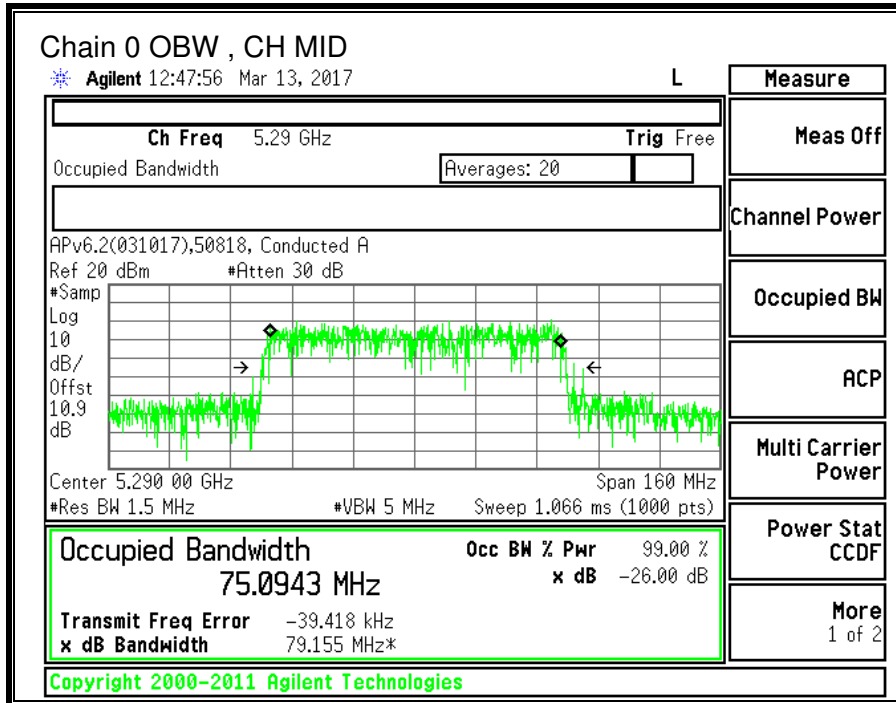 Chain 0 OBW , CH MID
Agilent 12:47:56 Mar 13, 2017 L
Measure
Ch Freq 5.29 GHz Trig Free
Meas Off
Occupied Bandwidth Averages: 20
Channel Power
APv6.2(031017),50818, Conducted A
Ref 20 dBm #Atten 30 dB
#Samp
Log
10
dB/
Offst
10.9
dB
Occupied BW
ACP
Center 5.290 00 GHz Span 160 MHz
#Res BW 1.5 MHz #VBW 5 MHz Sweep 1.066 ms (1000 pts)
Multi Carrier
Power
Occupied Bandwidth Occ BW % Pwr 99.00 %
75.0943 MHz x dB -26.00 dB
Power Stat
CCDF
Transmit Freq Error -39.418 kHz
x dB Bandwidth 79.155 MHz*
More
1 of 2
Copyright 2000-2011 Agilent Technologies